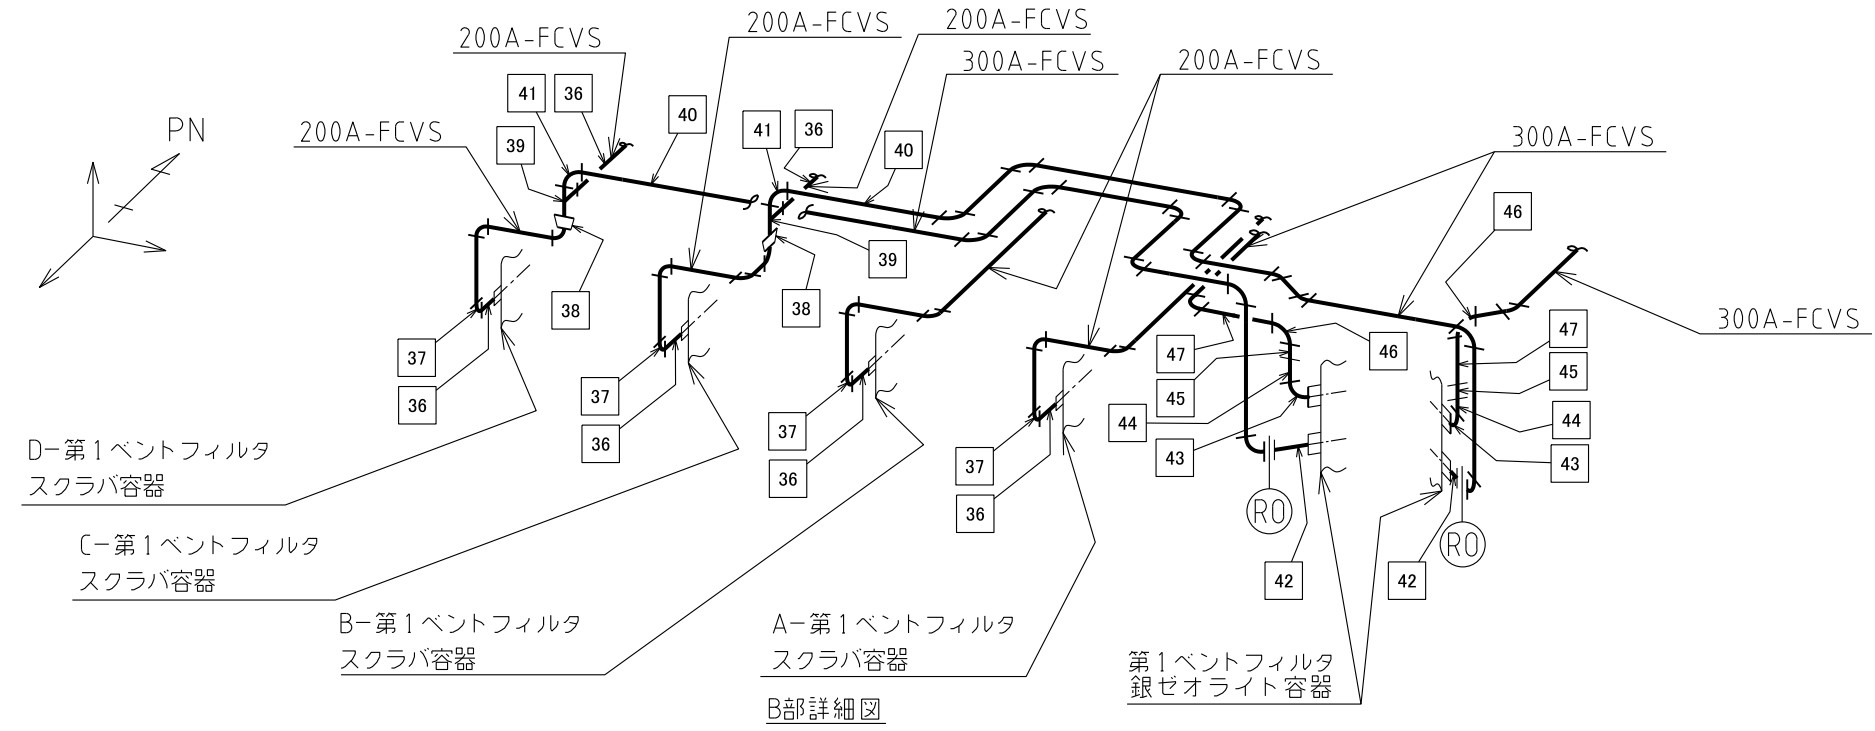 200A-FCVS
200A-FCVS
200A-FCVS
300A-FCVS
200A-FCVS
PN
200A-FCVS
300A-FCVS
300A-FCVS
41
36
40
39
41
36
40
46
39
38
38
47
45
44
43
37
36
37
36
37
36
37
36
47
46
45
44
43
42
42
RO
RO
D-第1ベントフィルタ
スクラバ容器
C-第1ベントフィルタ
スクラバ容器
B-第1ベントフィルタ
スクラバ容器
A-第1ベントフィルタ
スクラバ容器
第1ベントフィルタ
銀ゼオライト容器
B部詳細図